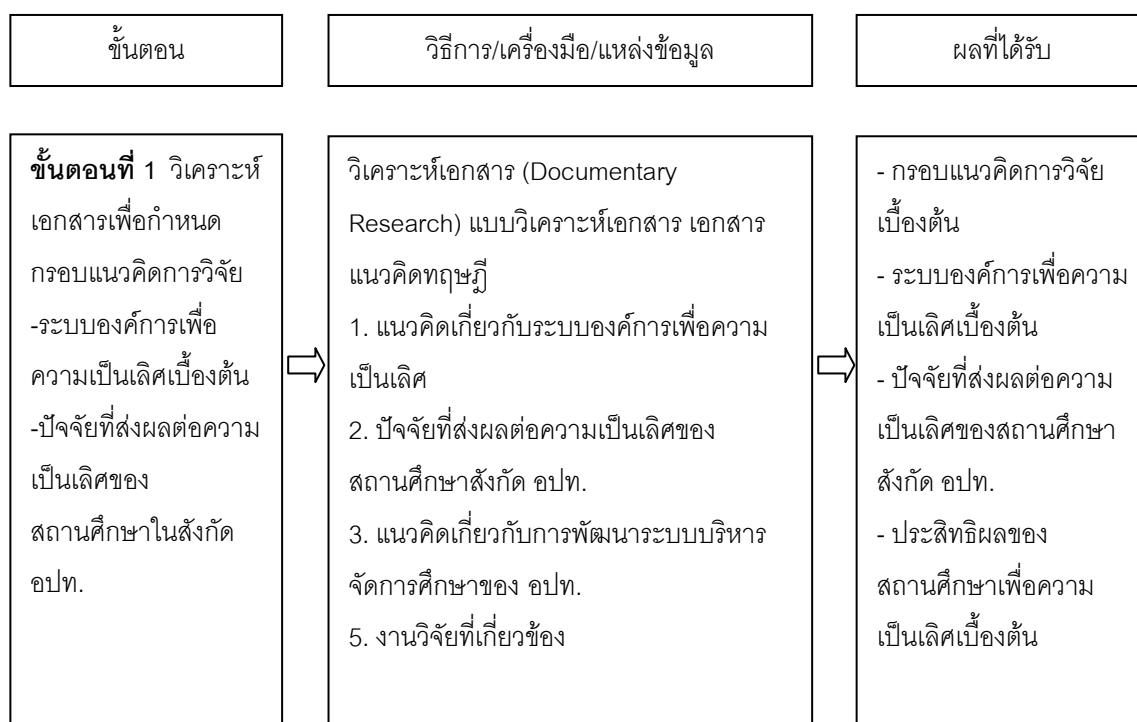 ขั้นตอน
วิธีการ/เครื่องมือ/แหล่งข้อมูล
ผลที่ได้รับ
ขั้นตอนที่ 1 วิเคราะห์
เอกสารเพื่อกำหนด
กรอบแนวคิดการวิจัย
-ระบบองค์การเพื่อ
ความเป็นเลิศเบื้องต้น
-ปัจจัยที่ส่งผลต่อความ
เป็นเลิศของ
สถานศึกษาในสังกัด
อปท.
วิเคราะห์เอกสาร (Documentary
Research) แบบวิเคราะห์เอกสาร เอกสาร
แนวคิดทฤษฎี
1. แนวคิดเกี่ยวกับระบบองค์การเพื่อความ
เป็นเลิศ
2. ปัจจัยที่ส่งผลต่อความเป็นเลิศของ
สถานศึกษาสังกัด อปท.
3. แนวคิดเกี่ยวกับการพัฒนาระบบบริหาร
จัดการศึกษาของ อปท.
5. งานวิจัยที่เกี่ยวข้อง
- กรอบแนวคิดการวิจัย
เบื้องต้น
- ระบบองค์การเพื่อความ
เป็นเลิศเบื้องต้น
- ปัจจัยที่ส่งผลต่อความ
เป็นเลิศของสถานศึกษา
สังกัด อปท.
- ประสิทธิผลของ
สถานศึกษาเพื่อความ
เป็นเลิศเบื้องต้น